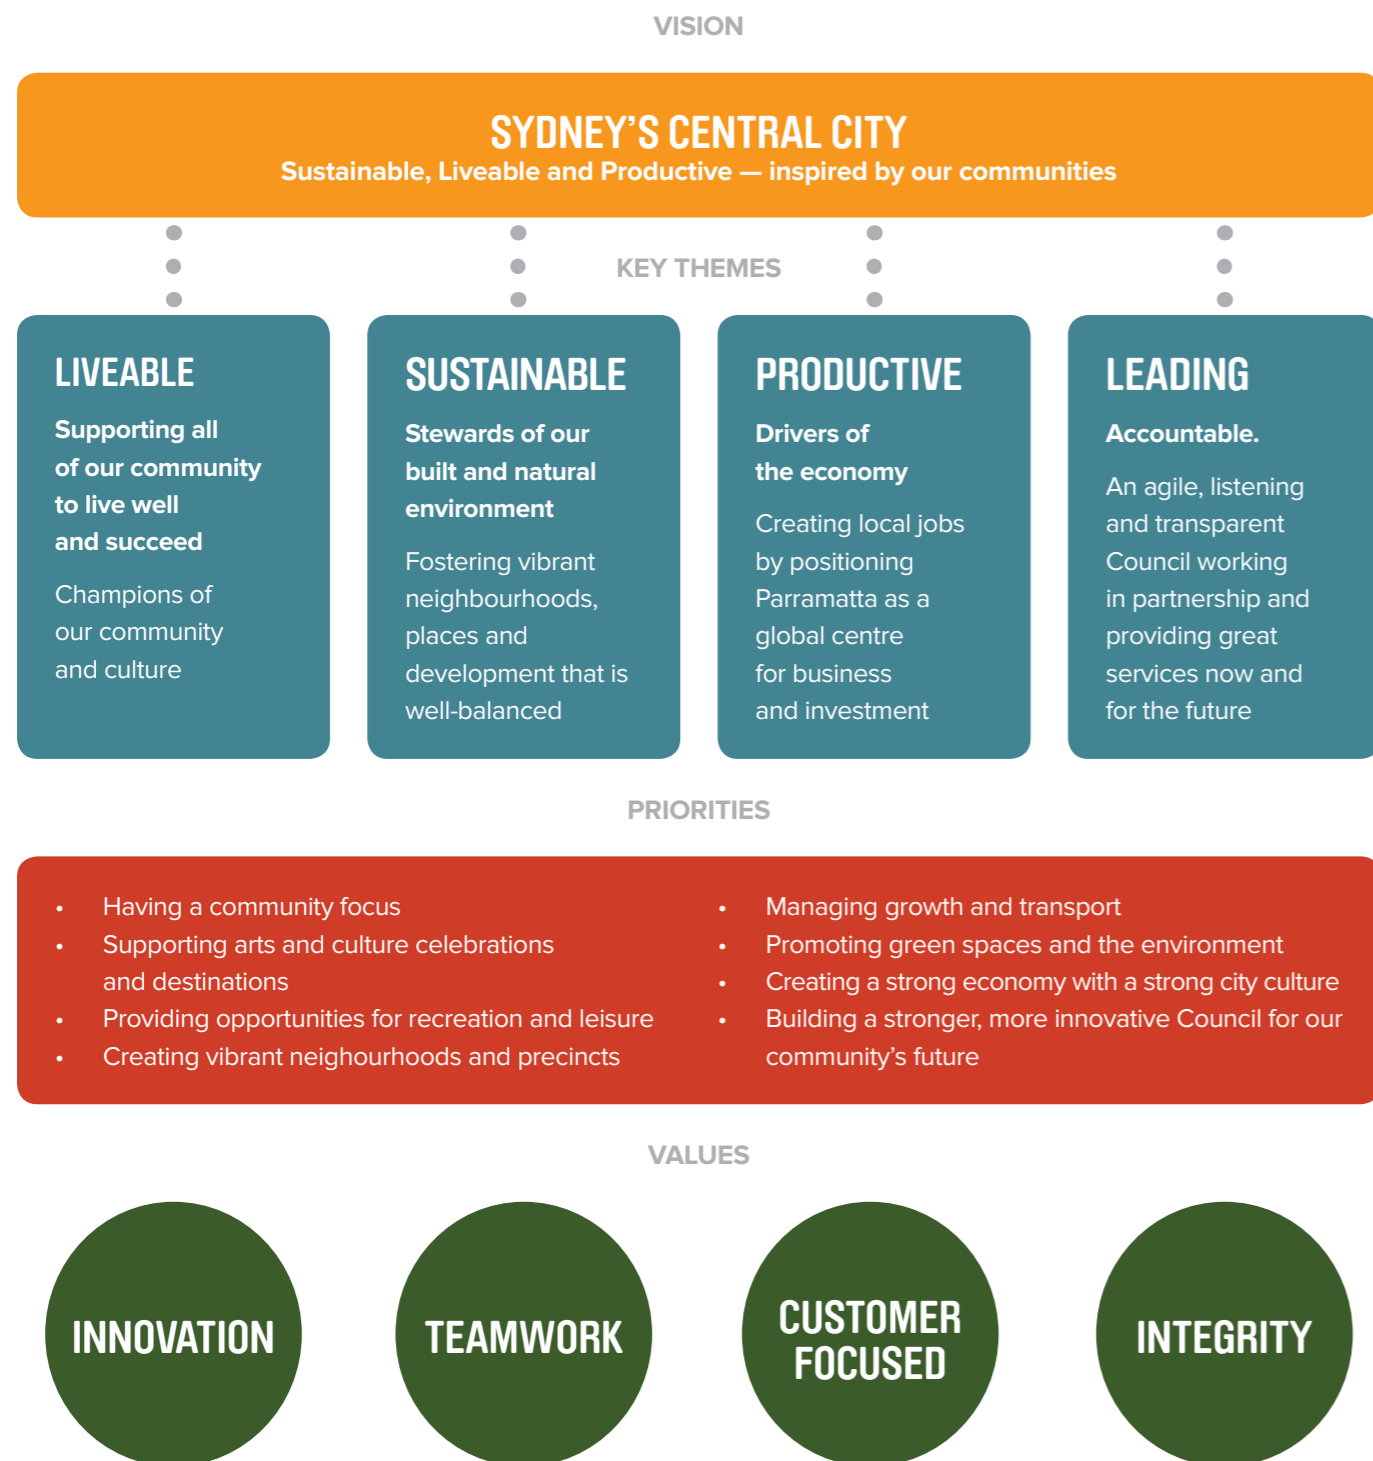 VISION
SYDNEY'S CENTRAL CITY
Sustainable, Liveable and Productive — inspired by our communities
KEY THEMES
LIVEABLE
Supporting all
of our community
to live well
and succeed
Champions of
our community
and culture
SUSTAINABLE
Stewards of our
built and natural
environment
Fostering vibrant
neighbourhoods,
places and
development that is
well-balanced
PRODUCTIVE
Drivers of
the economy
Creating local jobs
by positioning
Parramatta as a
global centre
for business
and investment
LEADING
Accountable.
An agile, listening
and transparent
Council working
in partnership and
providing great
services now and
for the future
PRIORITIES
• Having a community focus
• Supporting arts and culture celebrations
and destinations
• Providing opportunities for recreation and leisure
• Creating vibrant neighourhoods and precincts
• Managing growth and transport
• Promoting green spaces and the environment
• Creating a strong economy with a strong city culture
• Building a stronger, more innovative Council for our
community's future
VALUES
INNOVATION
TEAMWORK
CUSTOMER
FOCUSED
INTEGRITY